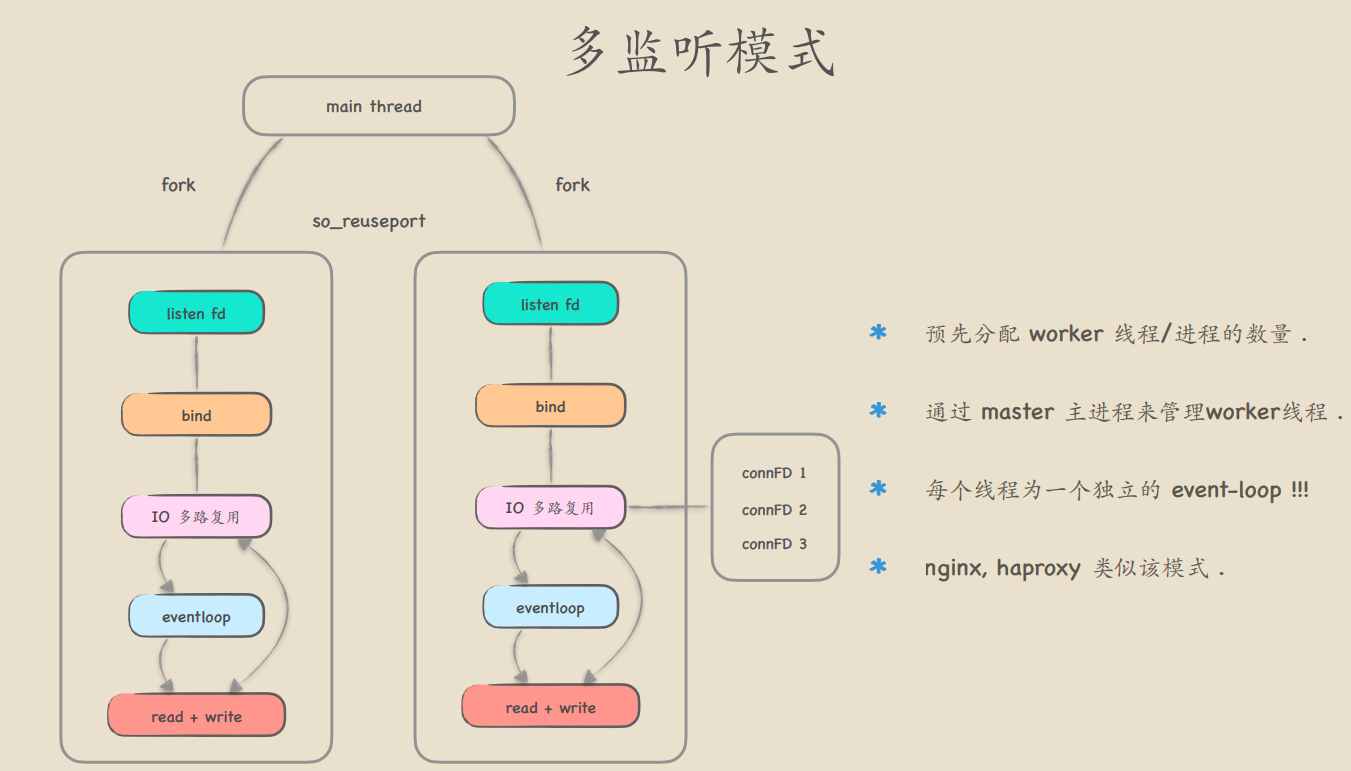 多监听模式
main thread
fork
fork
so_reuseport
listen fd
bind
IO 多路复用
eventloop
read + write
listen fd
bind
IO 多路复用
eventloop
read + write
connFD 1
connFD 2
connFD 3
* 预先分配 worker 线程/进程的数量 .
* 通过 master 主进程来管理worker线程 .
* 每个线程为一个独立的 event-loop !!!
* nginx, haproxy 类似该模式 .